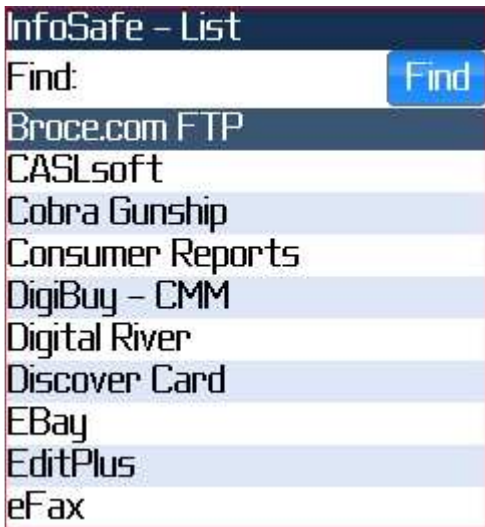 InfoSafe – List
Find: Find
Broce.com FTP
CASLsoft
Cobra Gunship
Consumer Reports
DigiBuy – CMM
Digital River
Discover Card
EBay
EditPlus
eFax